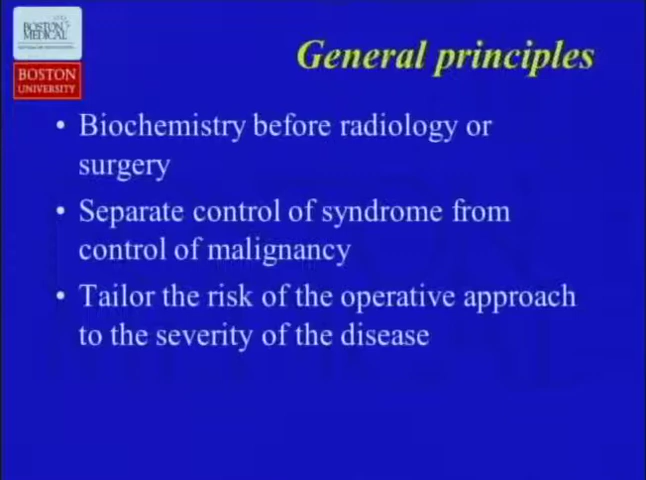 BOSTON
MEDICAL
BOSTON
UNIVERSITY
General principles
• Biochemistry before radiology or
surgery
• Separate control of syndrome from
control of malignancy
• Tailor the risk of the operative approach
to the severity of the disease